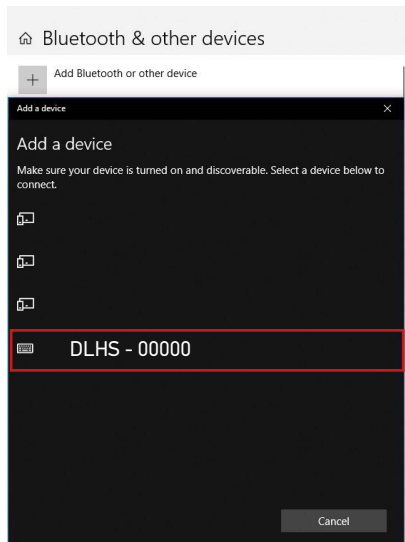 Bluetooth & other devices
Add Bluetooth or other device
Add a device
Add a device
Make sure your device is turned on and discoverable. Select a device below to
connect.
DLHS - 00000
Cancel